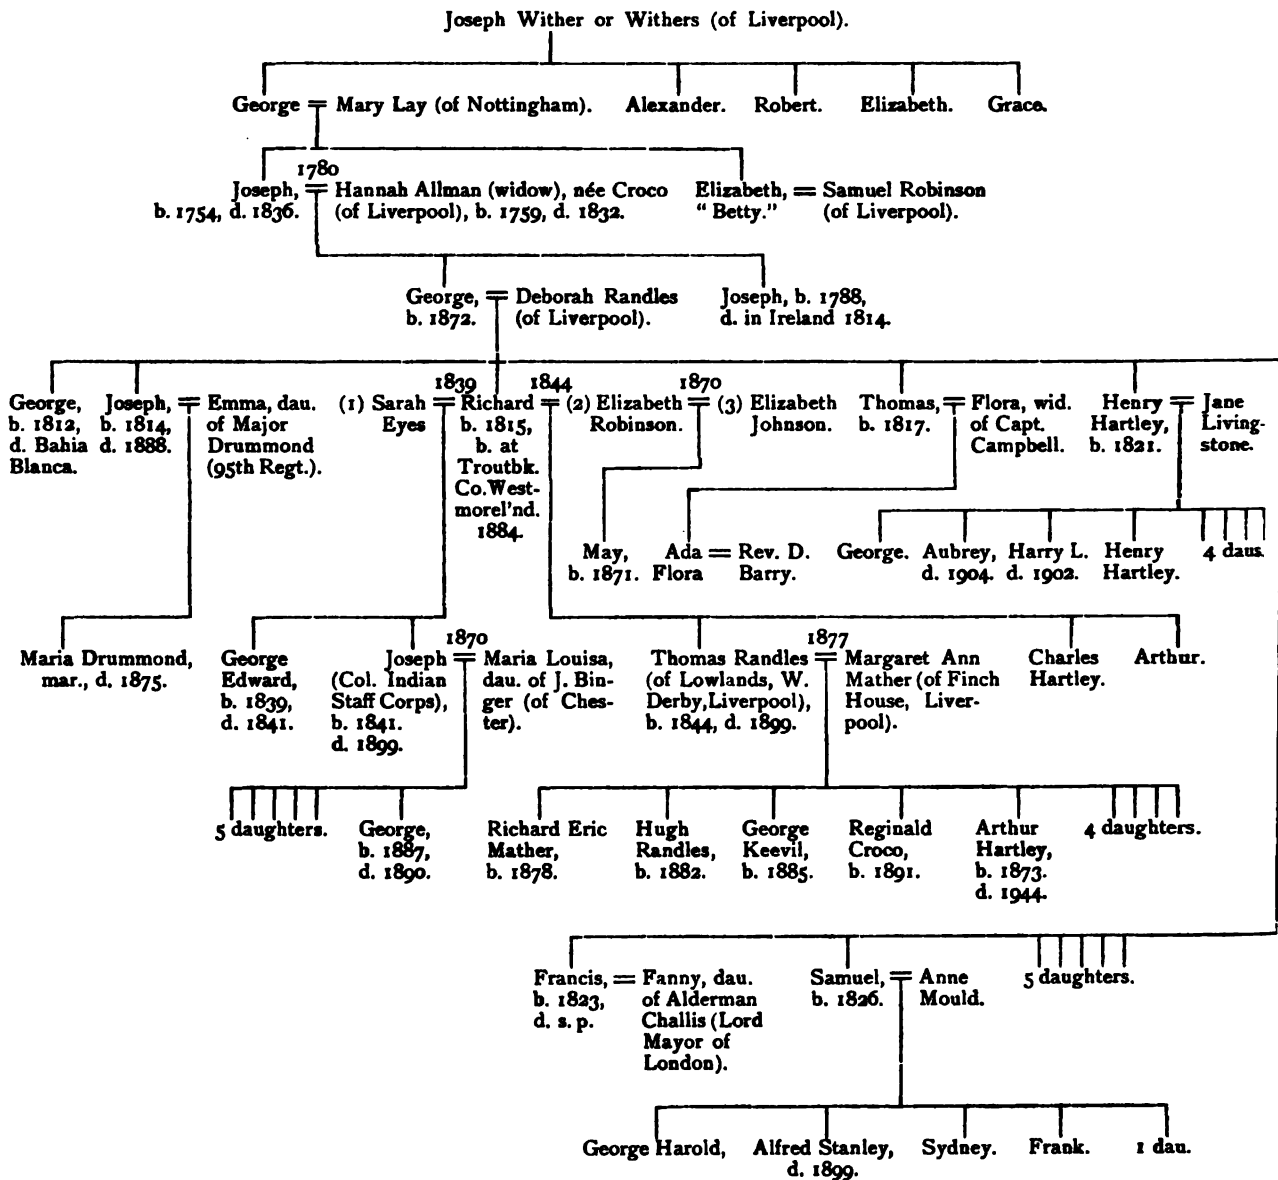 Joseph Wither or Withers (of Liverpool).
George = Mary Lay (of Nottingham). Alexander. Robert. Elizabeth. Grace.
1780
Joseph, = Hannah Allman (widow), née Croco Elizabeth, = Samuel Robinson
b. 1754, d. 1836. (of Liverpool), b. 1759, d. 1832. "Betty." (of Liverpool).
George, = Deborah Randles Joseph, b. 1788,
b. 1872. (of Liverpool). d. in Ireland 1814.
1839 1844 1870
George, Joseph, = Emma, dau. (1) Sarah = Richard = (2) Elizabeth = (3) Elizabeth Thomas, = Flora, wid. Henry = Jane
b. 1812, b. 1814, of Major Eyes b. 1815, Robinson. Johnson. b. 1817. of Capt. Hartley, Living-
d. Bahia d. 1888. Drummond b. at Campbell. b. 1821. stone.
Blanca. (95th Regt.). Troutbk.
Co. West-
morel'nd.
1884.
May, Ada = Rev. D. George. Aubrey, Harry L. Henry 4 daus.
b. 1871. Flora Barry. d. 1904. d. 1902. Hartley.
1870 1877
Maria Drummond, George Joseph = Maria Louisa, Thomas Randles = Margaret Ann Charles Arthur.
mar., d. 1875. Edward, (Col. Indian dau. of J. Bin- (of Lowlands, W. Mather (of Finch Hartley.
b. 1839, Staff Corps), ger (of Ches- Derby, Liverpool), House, Liver-
d. 1841. b. 1841. ter). b. 1844, d. 1899. pool).
d. 1899.
5 daughters. George, Richard Eric Hugh George Reginald Arthur 4 daughters.
b. 1887, Mather, Randles, Keevil, Croco, Hartley,
d. 1890. b. 1878. b. 1882. b. 1885. b. 1891. b. 1873.
d. 1944.
Francis, = Fanny, dau. Samuel, = Anne 5 daughters.
b. 1823, of Alderman b. 1826. Mould.
d. s. p. Challis (Lord
Mayor of
London).
George Harold, Alfred Stanley, Sydney. Frank. 1 dau.
d. 1899.